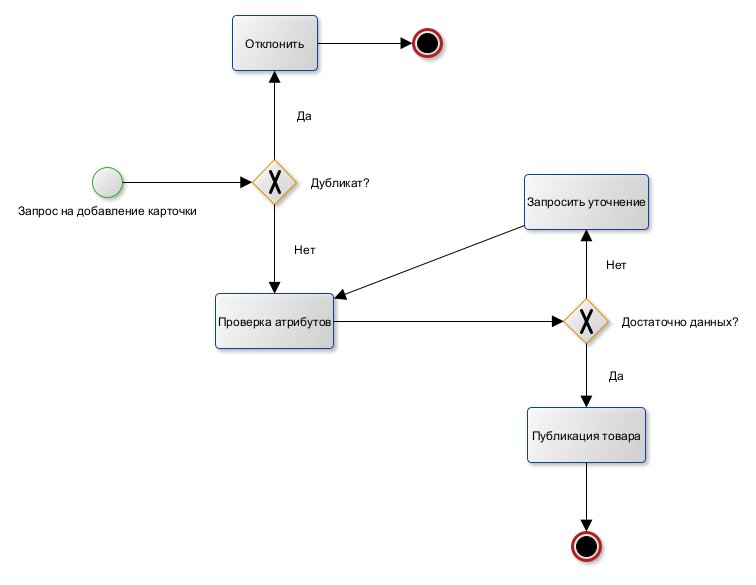 Отклонить
Да
Дубликат?
Запрос на добавление карточки
Запросить уточнение
Нет
Нет
Проверка атрибутов
Достаточно данных?
Да
Публикация товара